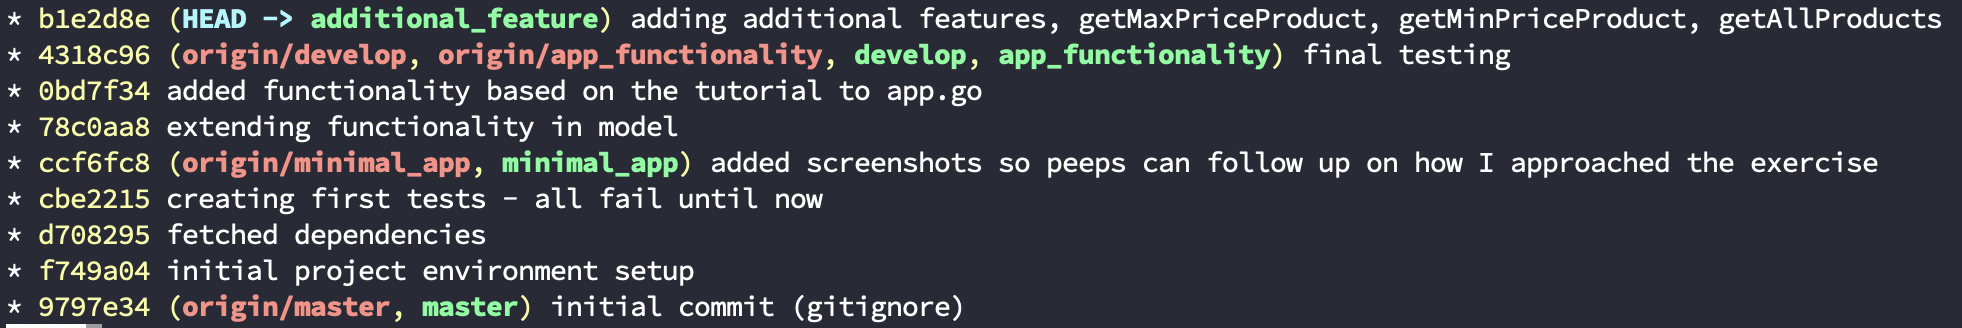 * b1e2d8e (HEAD -> additional_feature) adding additional features, getMaxPriceProduct, getMinPriceProduct, getAllProducts
* 4318c96 (origin/develop, origin/app_functionality, develop, app_functionality) final testing
* 0bd7f34 added functionality based on the tutorial to app.go
* 78c0aa8 extending functionality in model
* ccf6fc8 (origin/minimal_app, minimal_app) added screenshots so peeps can follow up on how I approached the exercise
* cbe2215 creating first tests - all fail until now
* d708295 fetched dependencies
* f749a04 initial project environment setup
* 9797e34 (origin/master, master) initial commit (gitignore)